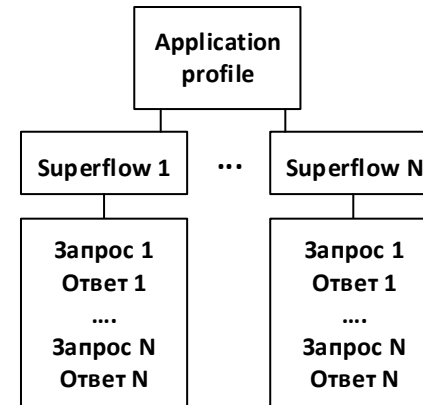 Application
profile
Superflow 1
...
Superflow N
Запрос 1
Ответ 1
....
Запрос N
Ответ N
Запрос 1
Ответ 1
....
Запрос N
Ответ N